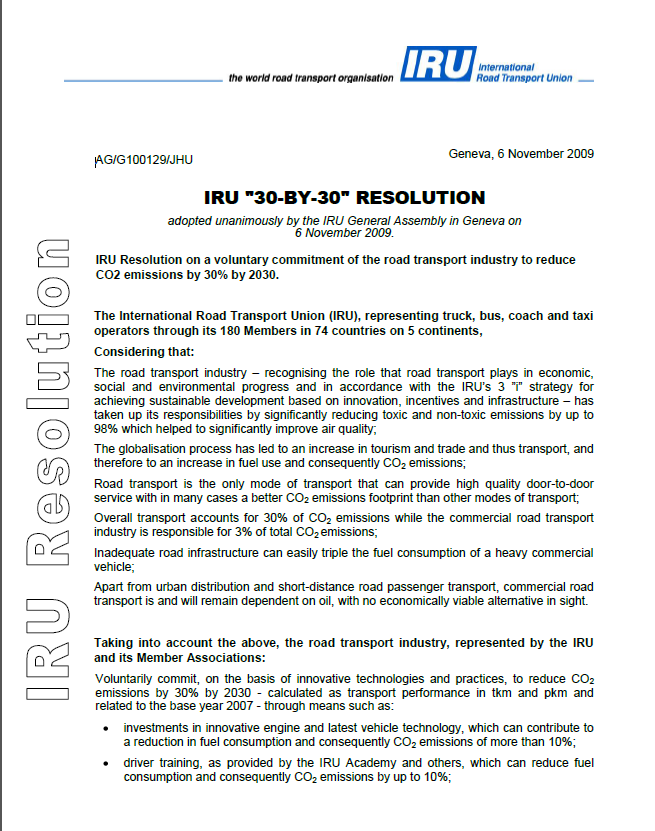 the world road transport organisation
IRU
International
Road Transport Union
AG/G100129/JHU
Geneva, 6 November 2009
IRU "30-BY-30" RESOLUTION
adopted unanimously by the IRU General Assembly in Geneva on
6 November 2009.
IRU Resolution on a voluntary commitment of the road transport industry to reduce
CO2 emissions by 30% by 2030.
The International Road Transport Union (IRU), representing truck, bus, coach and taxi
operators through its 180 Members in 74 countries on 5 continents,
Considering that:
The road transport industry – recognising the role that road transport plays in economic,
social and environmental progress and in accordance with the IRU's 3 "i" strategy for
achieving sustainable development based on innovation, incentives and infrastructure – has
taken up its responsibilities by significantly reducing toxic and non-toxic emissions by up to
98% which helped to significantly improve air quality;
The globalisation process has led to an increase in tourism and trade and thus transport, and
therefore to an increase in fuel use and consequently CO₂ emissions;
Road transport is the only mode of transport that can provide high quality door-to-door
service with in many cases a better CO₂ emissions footprint than other modes of transport;
Overall transport accounts for 30% of CO₂ emissions while the commercial road transport
industry is responsible for 3% of total CO₂ emissions;
Inadequate road infrastructure can easily triple the fuel consumption of a heavy commercial
vehicle;
Apart from urban distribution and short-distance road passenger transport, commercial road
transport is and will remain dependent on oil, with no economically viable alternative in sight.
Taking into account the above, the road transport industry, represented by the IRU
and its Member Associations:
Voluntarily commit, on the basis of innovative technologies and practices, to reduce CO₂
emissions by 30% by 2030 - calculated as transport performance in tkm and pkm and
related to the base year 2007 - through means such as:
• investments in innovative engine and latest vehicle technology, which can contribute to
a reduction in fuel consumption and consequently CO₂ emissions of more than 10%;
• driver training, as provided by the IRU Academy and others, which can reduce fuel
consumption and consequently CO₂ emissions by up to 10%;
IRU Resolution